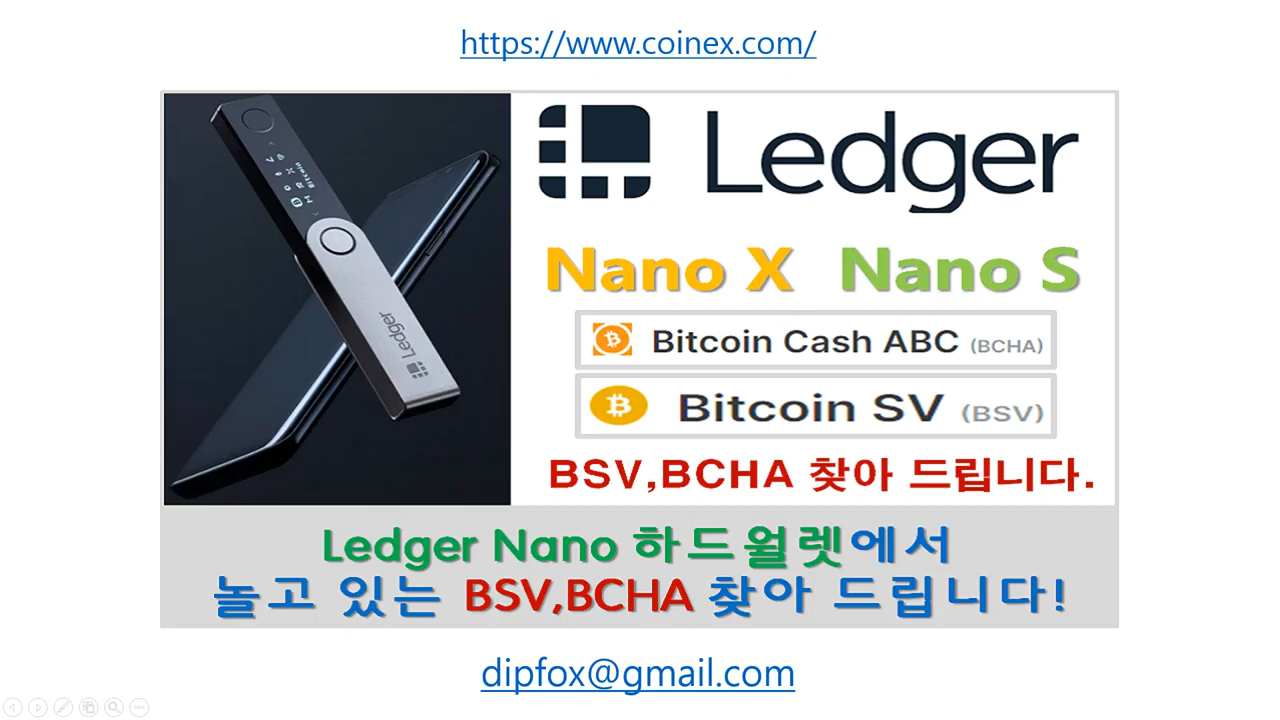 https://www.coinex.com/
Ledger
Nano X Nano S
Bitcoin Cash ABC (BCHA)
Bitcoin SV (BSV)
BSV,BCHA 찾아 드립니다.
Bitcoin
Ledger
Ledger Nano 하드월렛에서
놀고 있는 BSV,BCHA 찾아 드립니다!
dipfox@gmail.com